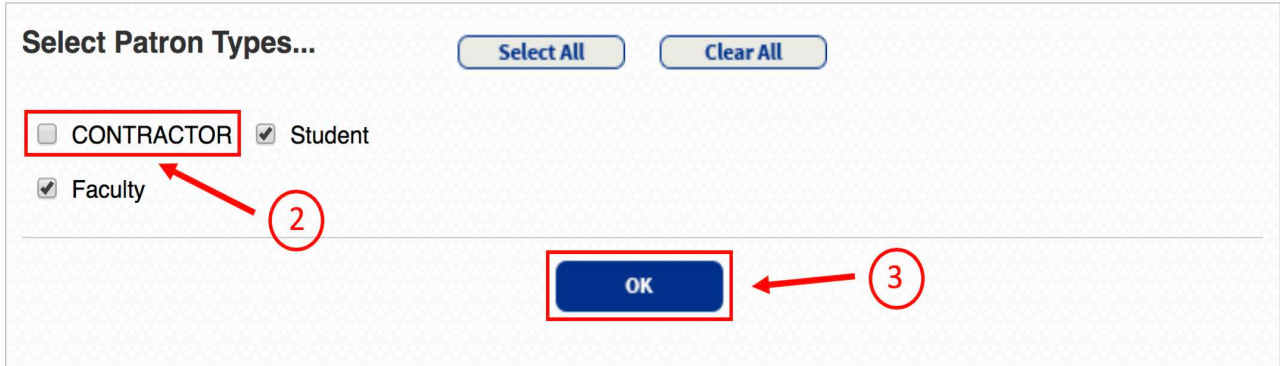 Select Patron Types...
Select All
Clear All
CONTRACTOR
Student
Faculty
2
OK
3